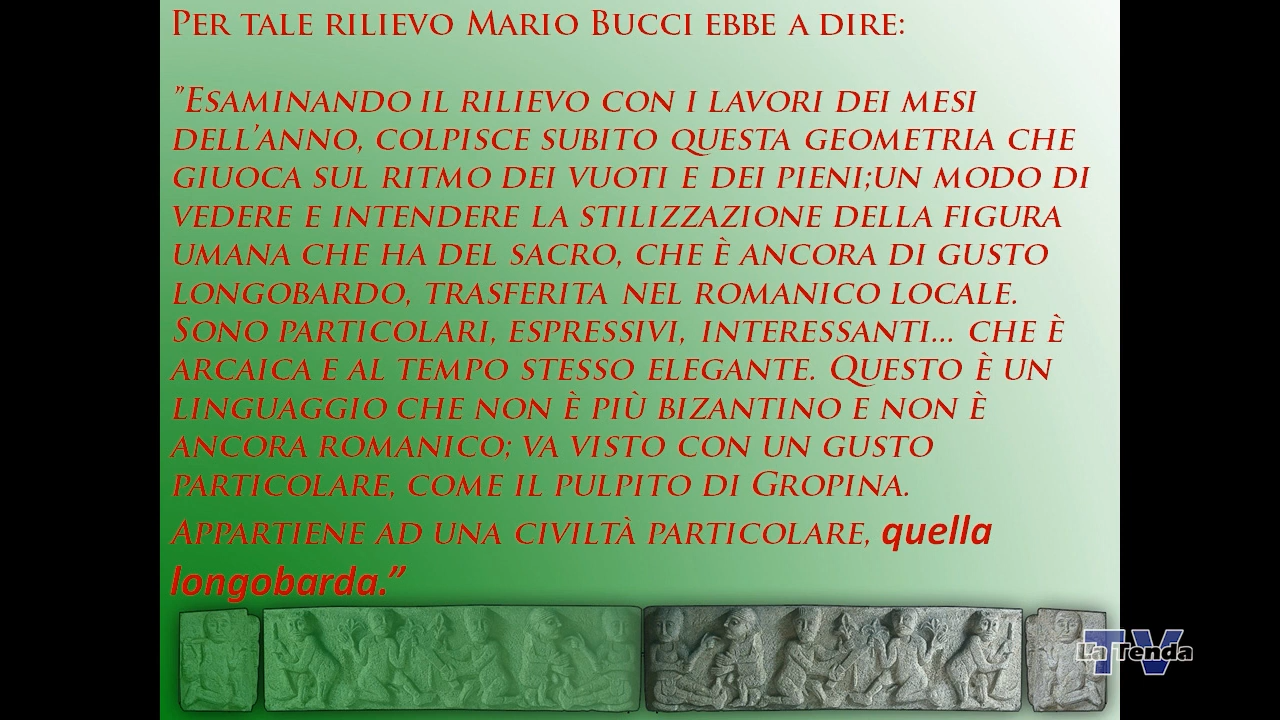 Per tale rilievo Mario Bucci ebbe a dire:
"Esaminando il rilievo con i lavori dei mesi
dell'anno, colpisce subito questa geometria che
giuoca sul ritmo dei vuoti e dei pieni;un modo di
vedere e intendere la stilizzazione della figura
umana che ha del sacro, che è ancora di gusto
longobardo, trasferita nel romanico locale.
Sono particolari, espressivi, interessanti... che è
arcaica e al tempo stesso elegante. Questo è un
linguaggio che non è più bizantino e non è
ancora romanico; va visto con un gusto
particolare, come il pulpito di Gropina.
Appartiene ad una civiltà particolare, quella
longobarda.”
TV
La Tenda